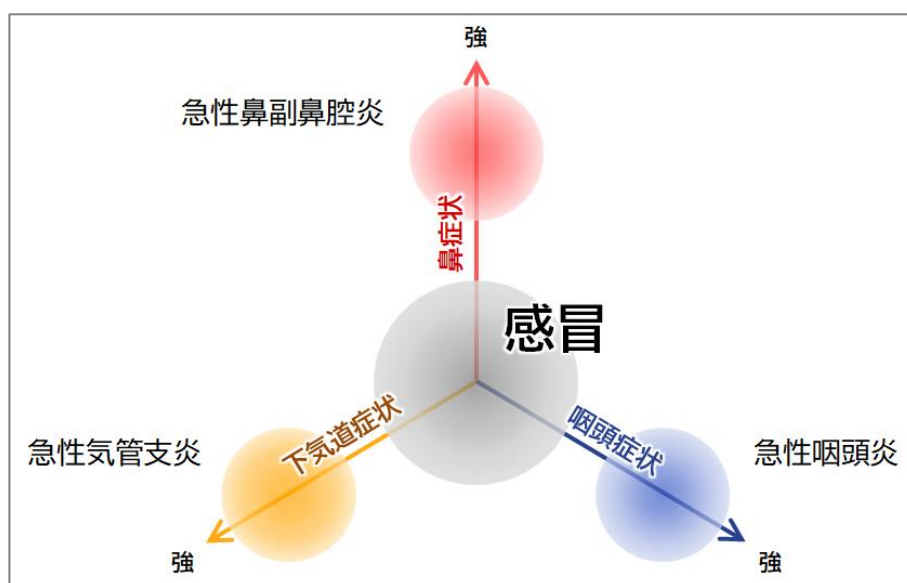 強
急性鼻副鼻腔炎
鼻症状
感冒
下気道症状
咽頭症状
急性気管支炎
急性咽頭炎
強
強